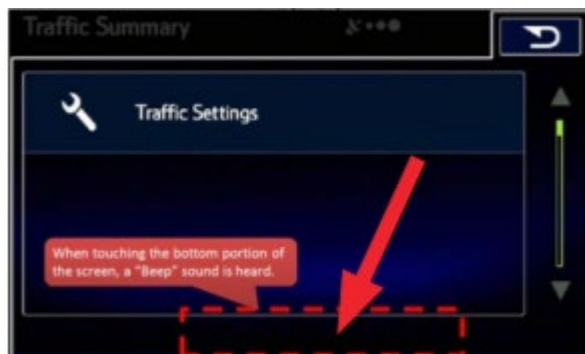 Traffic Summary
Traffic Settings
When touching the bottom portion of
the screen, a "Beep" sound is heard.